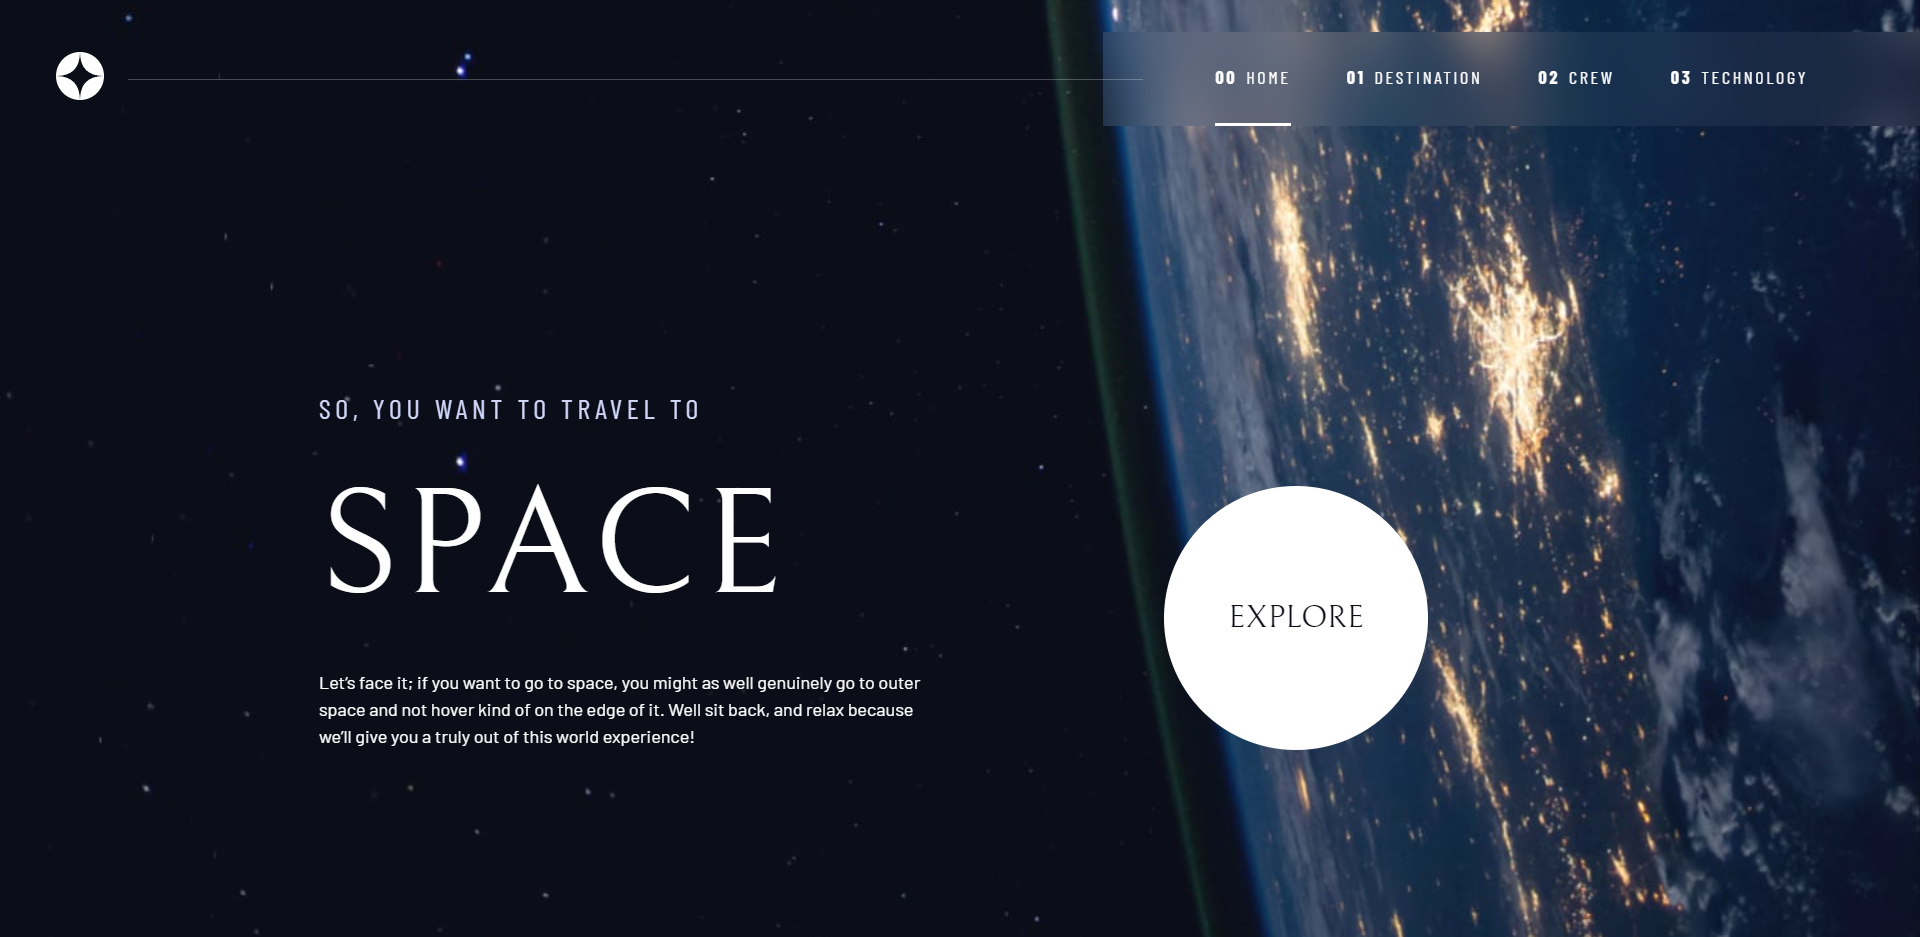 00 HOME 01 DESTINATION 02 CREW 03 TECHNOLOGY
SO, YOU WANT TO TRAVEL TO
SPACE
Let’s face it; if you want to go to space, you might as well genuinely go to outer
space and not hover kind of on the edge of it. Well sit back, and relax because
we’ll give you a truly out of this world experience!
EXPLORE